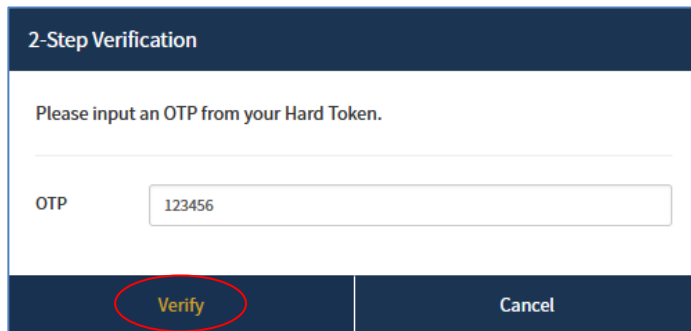 2-Step Verification
Please input an OTP from your Hard Token.
OTP
123456
Verify
Cancel